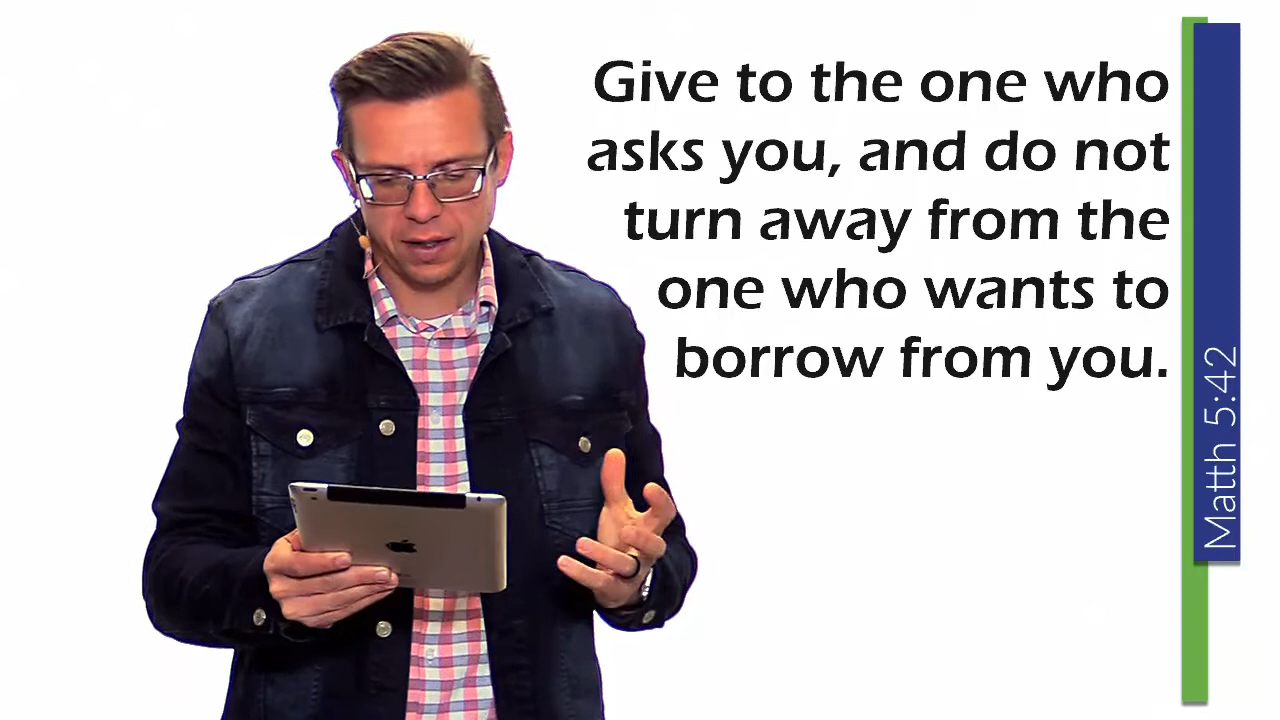 Give to the one who
asks you, and do not
turn away from the
one who wants to
borrow from you.
Matth 5:42